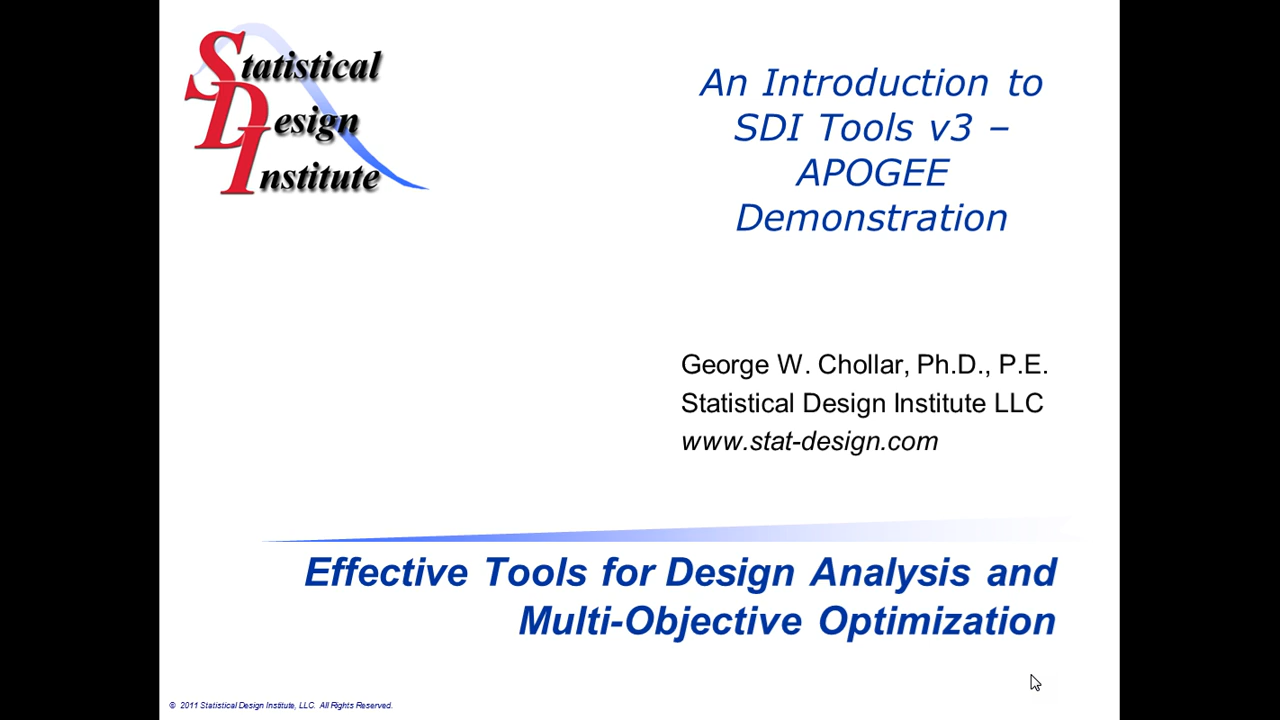 Statistical
Design
Institute
An Introduction to
SDI Tools v3 –
APOGEE
Demonstration
George W. Chollar, Ph.D., P.E.
Statistical Design Institute LLC
www.stat-design.com
Effective Tools for Design Analysis and
Multi-Objective Optimization
© 2011 Statistical Design Institute, LLC. All Rights Reserved.